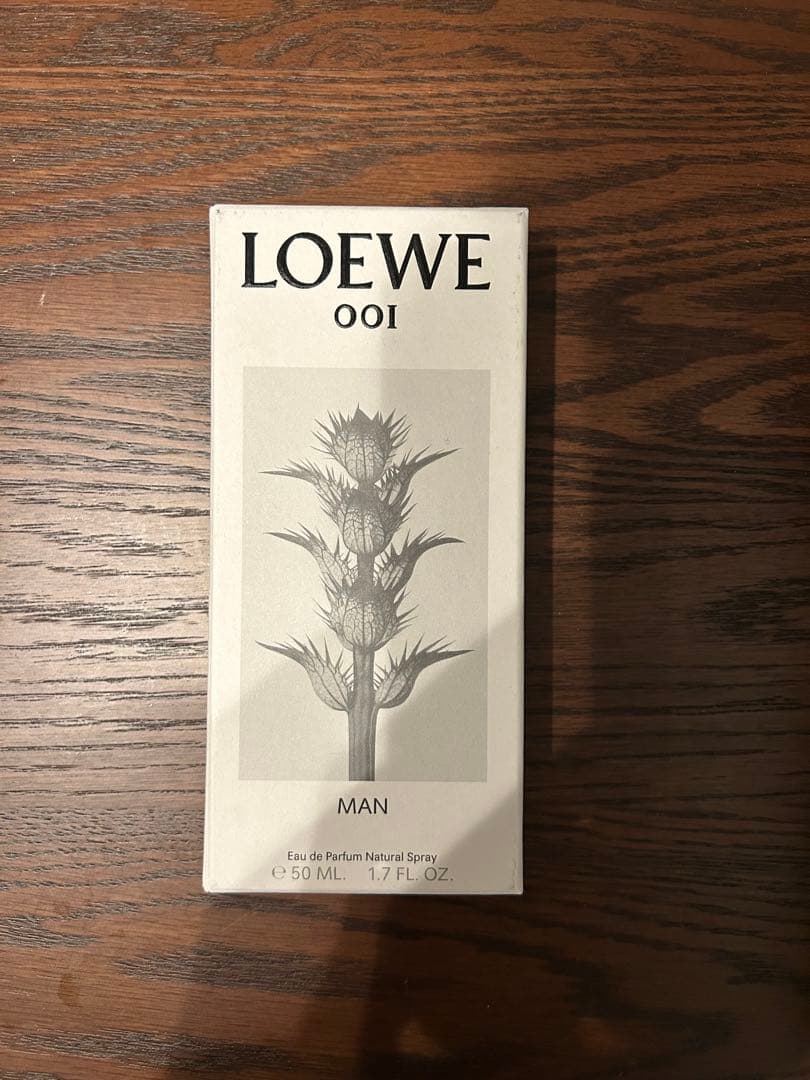 LOEWE
001
MAN
Eau de Parfum Natural Spray
℮ 50 ML. 1.7 FL. OZ.